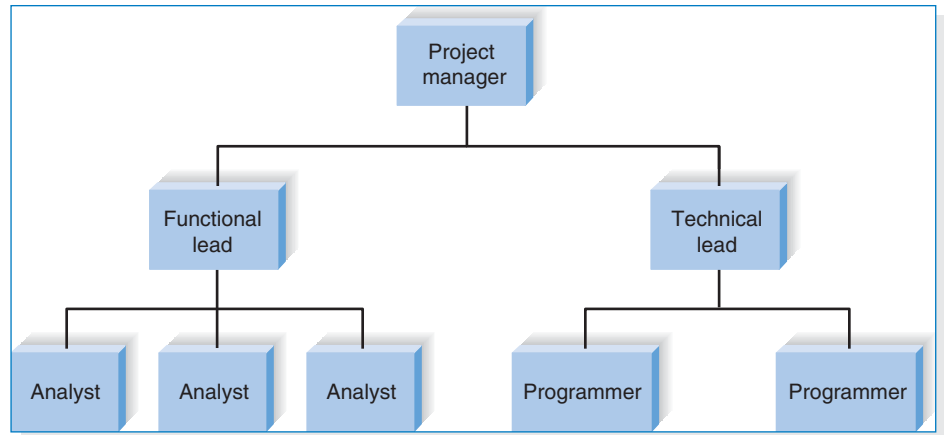 Project
manager
Functional
lead
Technical
lead
Analyst
Analyst
Analyst
Programmer
Programmer